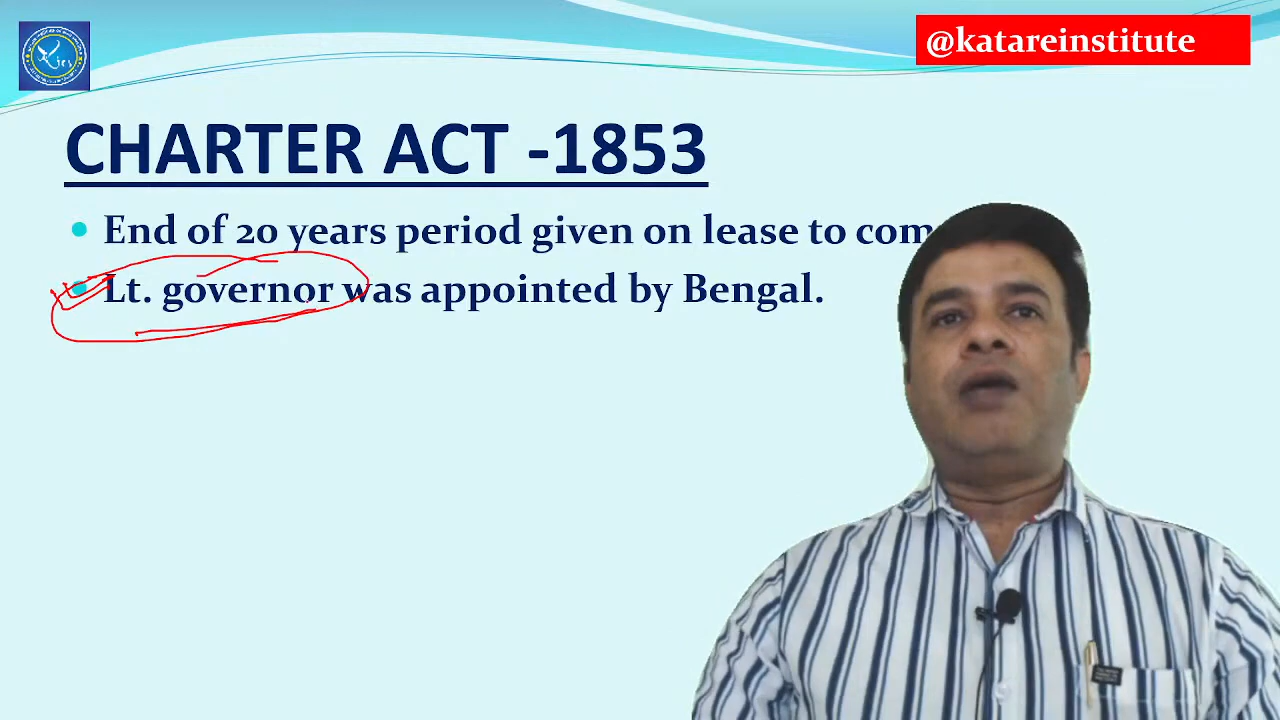 @katareinstitute
CHARTER ACT -1853
End of 20 years period given on lease to com
Lt. governor was appointed by Bengal.